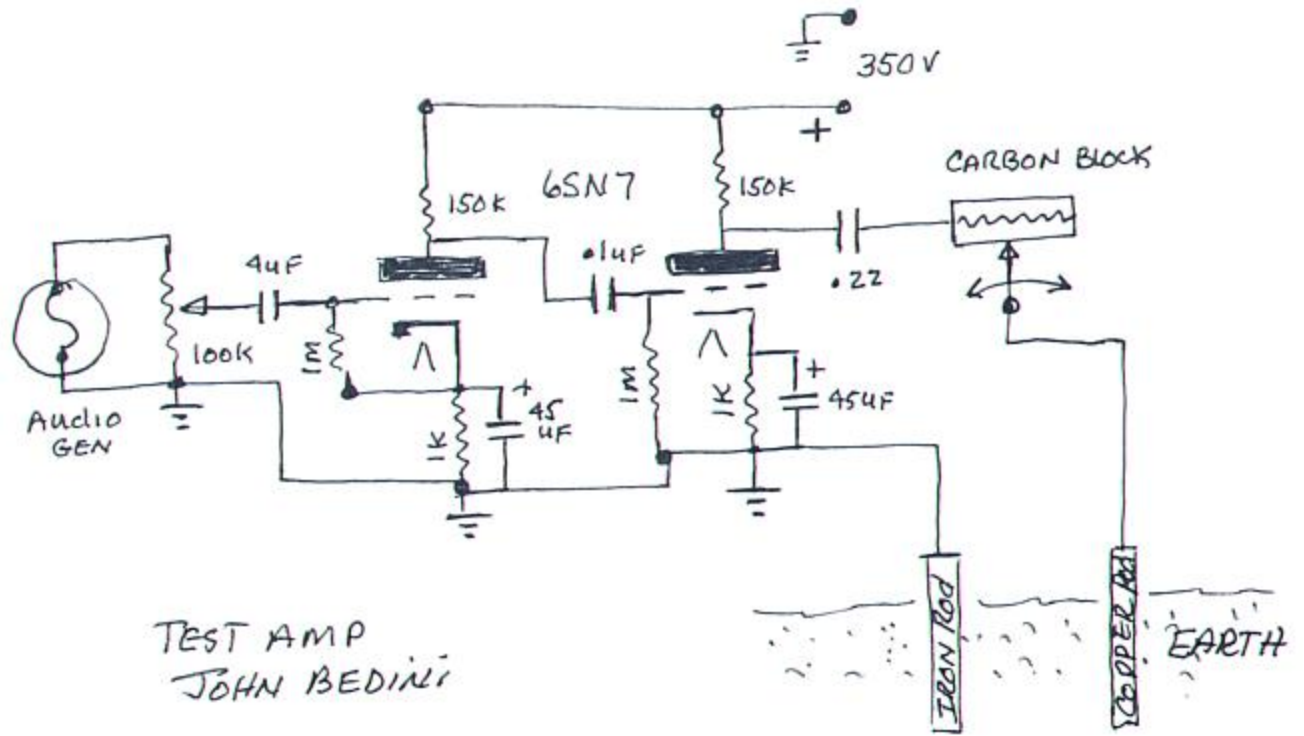 350V
+
CARBON BLOCK
6SN7
150K
150K
4uF
.1uF
.22
100K
1M
1M
1K
+
45UF
Audio
GEN
+
45
uF
1K
TEST AMP
JOHN BEDINI
IRON Rod
COPPER Rod
EARTH